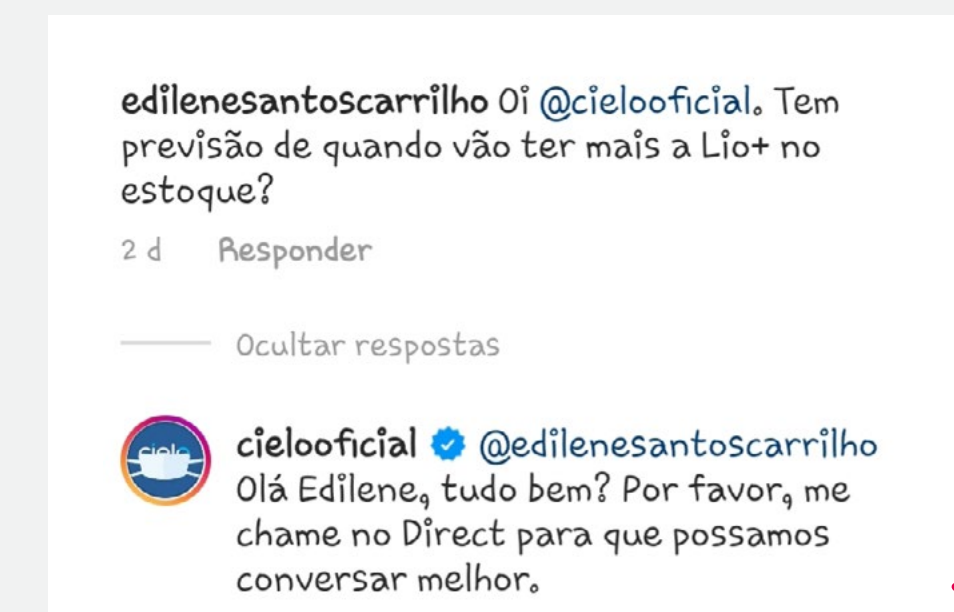 edilenesantoscarrilho Oi @cielooficial. Tem
previsão de quando vão ter mais a Lio+ no
estoque?
2 d Responder
Ocultar respostas
cielo
cielooficial @edilenesantoscarrilho
Olá Edilene, tudo bem? Por favor, me
chame no Direct para que possamos
conversar melhor.